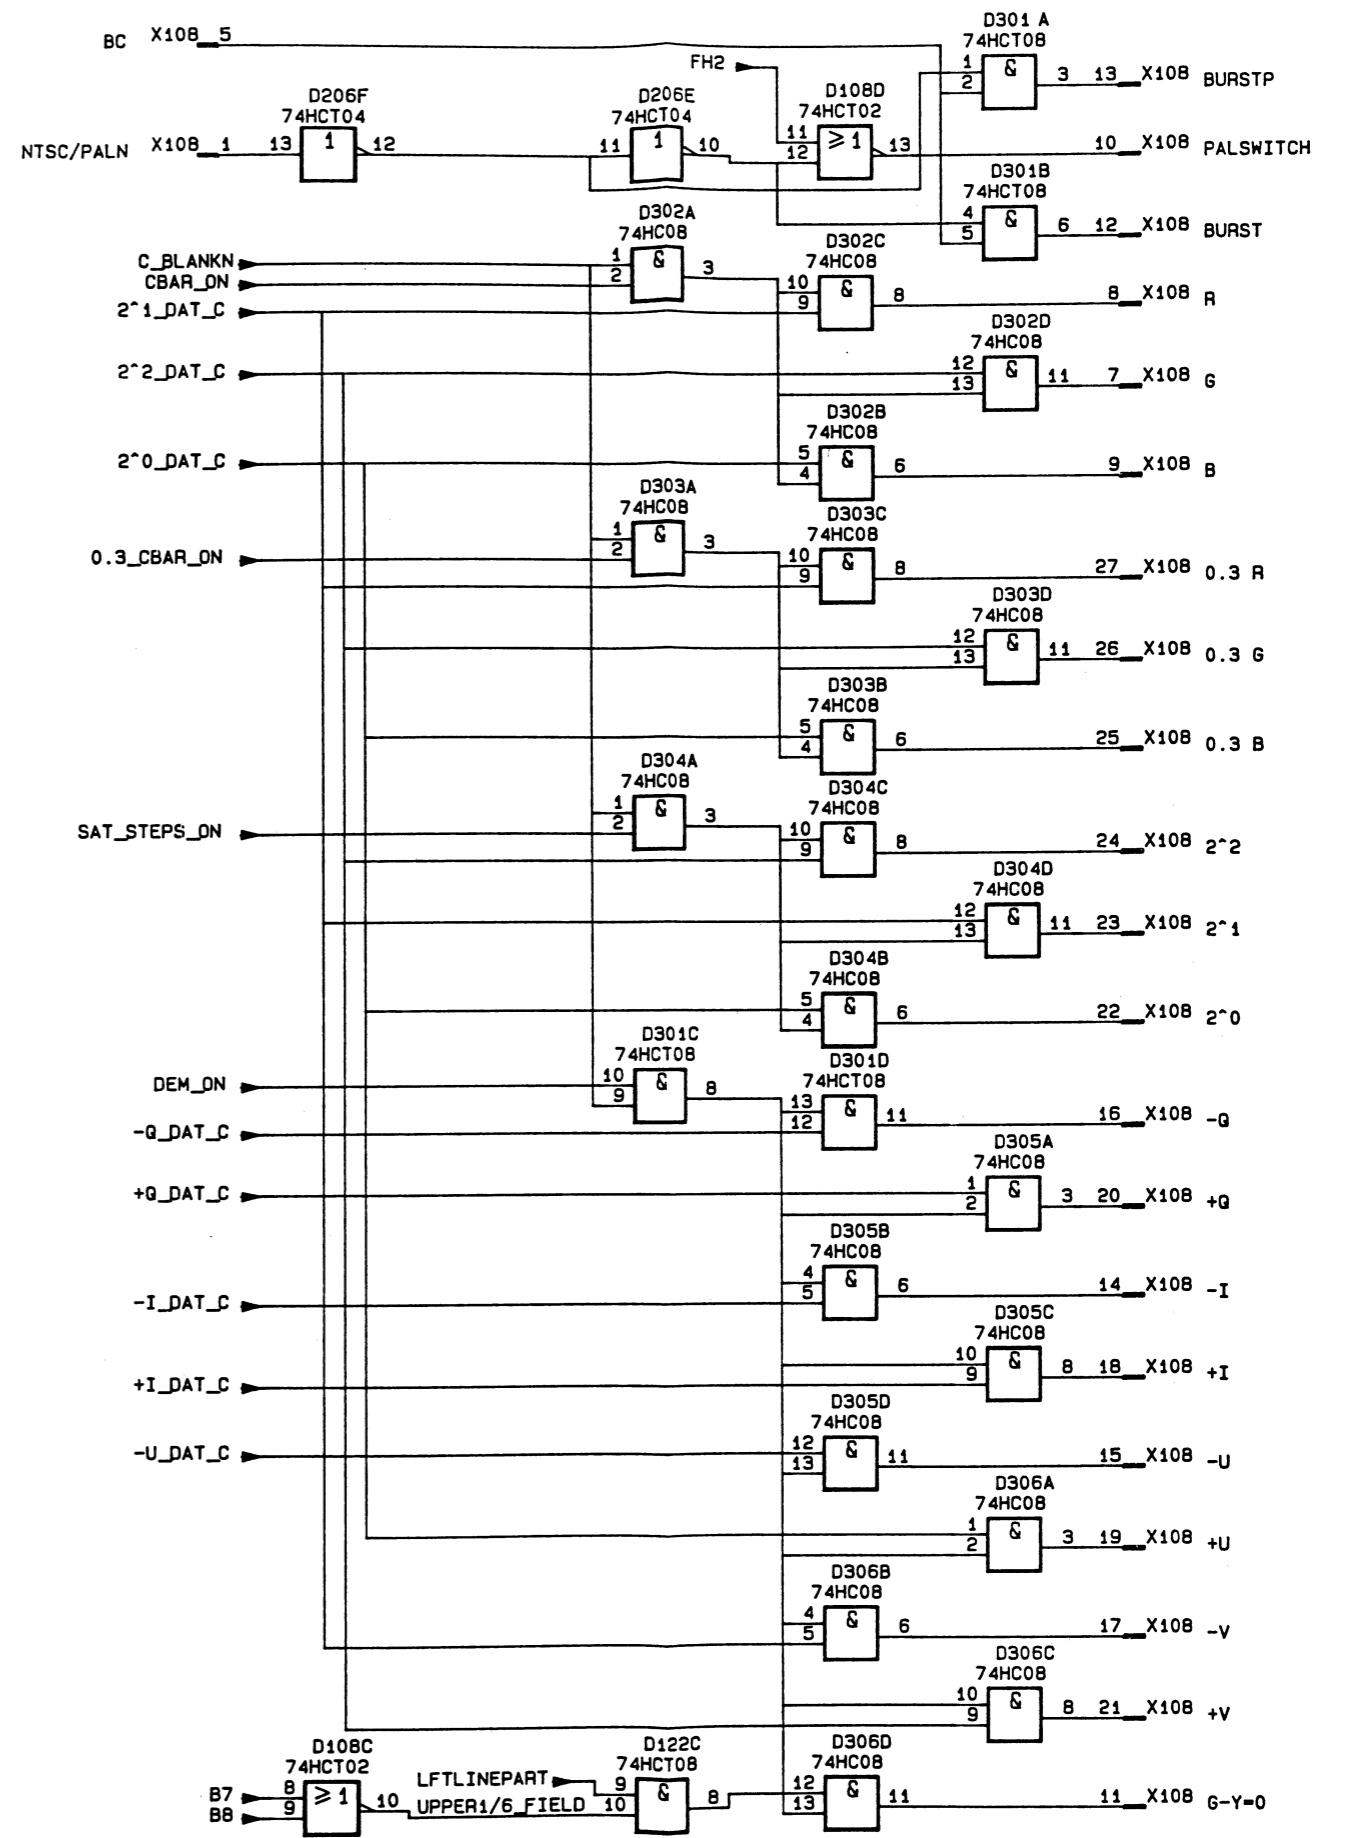 D301 A
BC X108 5 74HCT08
FH2 1 2 & 3 13 X108 BURSTP
D206F D206E D108D
74HCT04 74HCT04 74HCT02
NTSC/PALN X108 1 13 1 12 11 1 10 11 12 ≥1 13 10 X108 PALSWITCH
D301B
74HCT08
4 5 & 6 12 X108 BURST
D302A
74HC08
C_BLANKN 1 & 3
CBAR_ON 2
D302C
74HC08
2^1_DAT_C 10 9 & 8 8 X108 R
D302D
74HC08
2^2_DAT_C 12 13 & 11 7 X108 G
D302B
74HC08
2^0_DAT_C 5 4 & 6 9 X108 B
D303A
74HC08
0.3_CBAR_ON 1 2 & 3
D303C
74HC08
10 9 & 8 27 X108 0.3 R
D303D
74HC08
12 13 & 11 26 X108 0.3 G
D303B
74HC08
5 4 & 6 25 X108 0.3 B
D304A
74HC08
SAT_STEPS_ON 1 2 & 3
D304C
74HC08
10 9 & 8 24 X108 2^2
D304D
74HC08
12 13 & 11 23 X108 2^1
D304B
74HC08
5 4 & 6 22 X108 2^0
D301C
74HCT08
DEM_ON 10 9 & 8
D301D
74HCT08
-Q_DAT_C 13 12 & 11 16 X108 -Q
D305A
74HC08
+Q_DAT_C 1 2 & 3 20 X108 +Q
D305B
74HC08
-I_DAT_C 4 5 & 6 14 X108 -I
D305C
74HC08
+I_DAT_C 10 9 & 8 18 X108 +I
D305D
74HC08
-U_DAT_C 12 13 & 11 15 X108 -U
D306A
74HC08
1 2 & 3 19 X108 +U
D306B
74HC08
4 5 & 6 17 X108 -V
D306C
74HC08
10 9 & 8 21 X108 +V
D108C D122C D306D
74HCT02 74HCT08 74HC08
LFTLINEPART 9
B7 8 ≥1 10 UPPER1/6_FIELD 10 & 8 12 13 & 11 11 X108 G-Y=0
B8 9